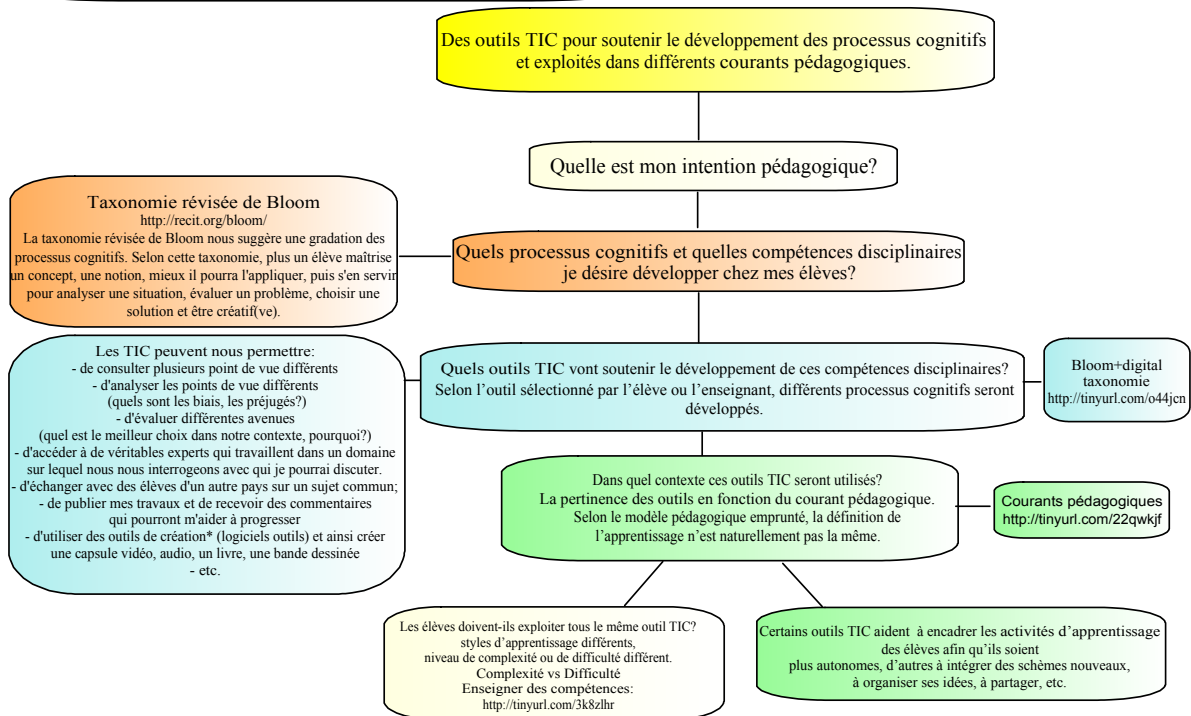 Des outils TIC pour soutenir le développement des processus cognitifs
et exploités dans différents courants pédagogiques.
Quelle est mon intention pédagogique?
Taxonomie révisée de Bloom
http://recit.org/bloom/
La taxonomie révisée de Bloom nous suggère une gradation des
processus cognitifs. Selon cette taxonomie, plus un élève maîtrise
un concept, une notion, mieux il pourra l'appliquer, puis s'en servir
pour analyser une situation, évaluer un problème, choisir une
solution et être créatif(ve).
Quels processus cognitifs et quelles compétences disciplinaires
je désire développer chez mes élèves?
Les TIC peuvent nous permettre:
- de consulter plusieurs point de vue différents
- d'analyser les points de vue différents
(quels sont les biais, les préjugés?)
- d'évaluer différentes avenues
(quel est le meilleur choix dans notre contexte, pourquoi?)
- d'accéder à de véritables experts qui travaillent dans un domaine
sur lequel nous nous interrogeons avec qui je pourrai discuter.
- d'échanger avec des élèves d'un autre pays sur un sujet commun;
- de publier mes travaux et de recevoir des commentaires
qui pourront m'aider à progresser
- d'utiliser des outils de création* (logiciels outils) et ainsi créer
une capsule vidéo, audio, un livre, une bande dessinée
- etc.
Quels outils TIC vont soutenir le développement de ces compétences disciplinaires?
Selon l’outil sélectionné par l’élève ou l’enseignant, différents processus cognitifs seront
développés.
Bloom+digital
taxonomie
http://tinyurl.com/o44jcn
Dans quel contexte ces outils TIC seront utilisés?
La pertinence des outils en fonction du courant pédagogique.
Selon le modèle pédagogique emprunté, la définition de
l’apprentissage n’est naturellement pas la même.
Courants pédagogiques
http://tinyurl.com/22qwkjf
Les élèves doivent-ils exploiter tous le même outil TIC?
styles d’apprentissage différents,
niveau de complexité ou de difficulté différent.
Complexité vs Difficulté
Enseigner des compétences:
http://tinyurl.com/3k8zlhr
Certains outils TIC aident à encadrer les activités d’apprentissage
des élèves afin qu’ils soient
plus autonomes, d’autres à intégrer des schèmes nouveaux,
à organiser ses idées, à partager, etc.